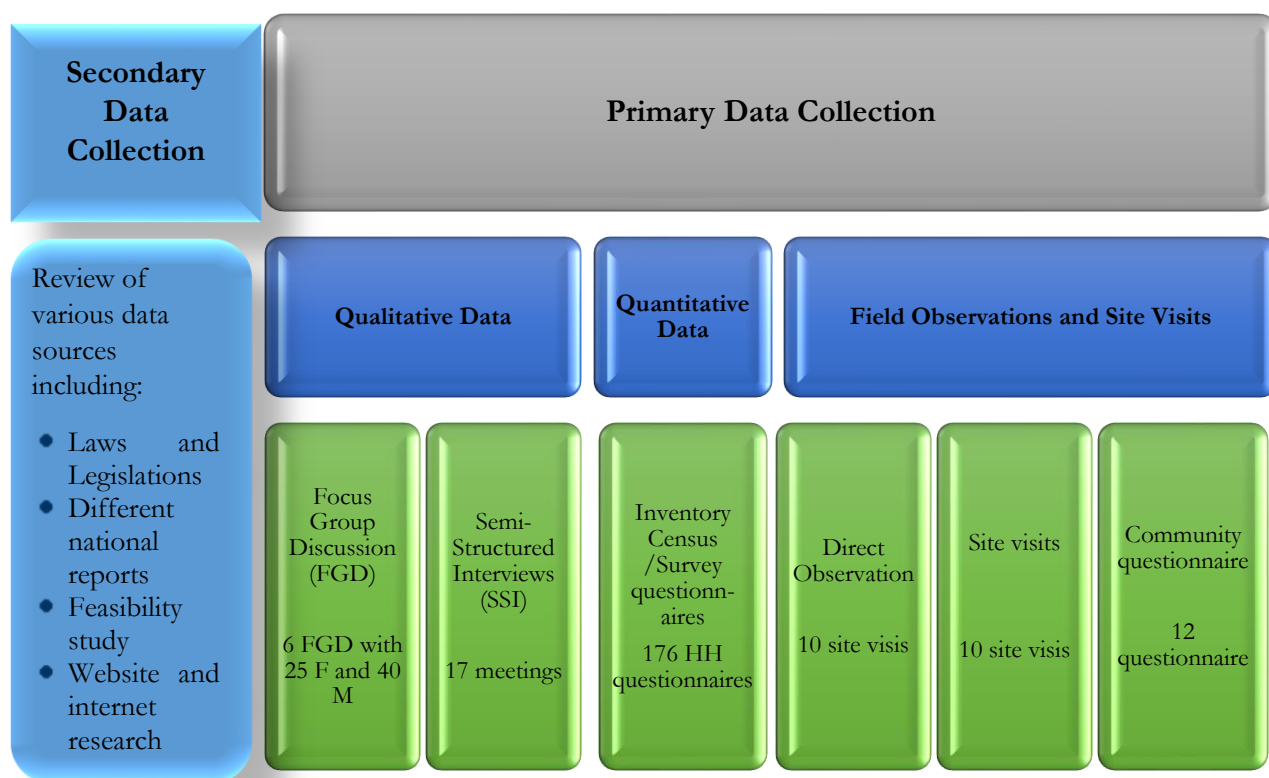 Secondary
Data
Collection
Primary Data Collection
Review of
various data
sources
including:
Laws and
Legislations
Different
national
reports
Feasibility
study
Website and
internet
research
Qualitative Data
Quantitative
Data
Field Observations and Site Visits
Focus
Group
Discussion
(FGD)
6 FGD with
25 F and 40
M
Semi-
Structured
Interviews
(SSI)
17 meetings
Inventory
Census
/Survey
questionn-
aires
176 HH
questionnaires
Direct
Observation
10 site visis
Site visits
10 site visis
Community
questionnaire
12
questionnaire